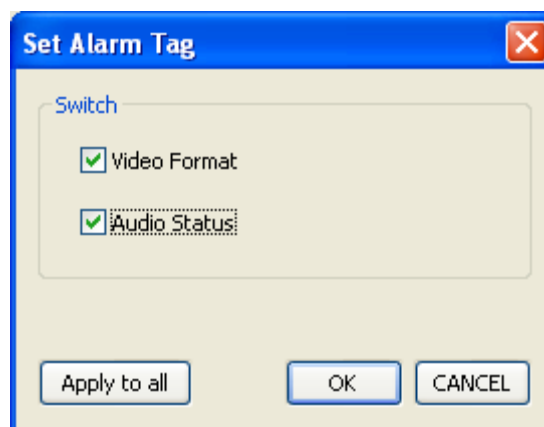 Set Alarm Tag
Switch
Video Format
Audio Status
Apply to all OK CANCEL